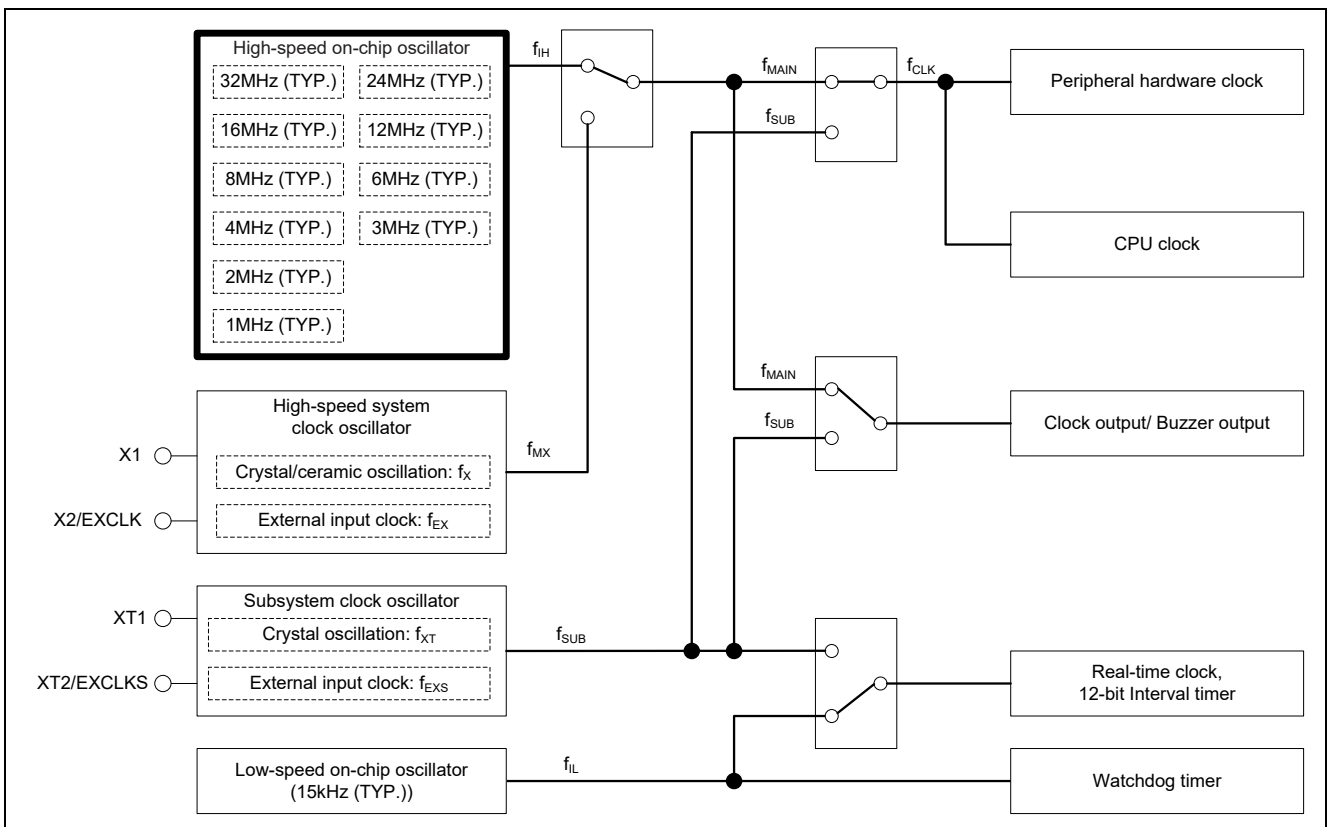 High-speed on-chip oscillator
32MHz (TYP.) 24MHz (TYP.)
16MHz (TYP.) 12MHz (TYP.)
8MHz (TYP.) 6MHz (TYP.)
4MHz (TYP.) 3MHz (TYP.)
2MHz (TYP.)
1MHz (TYP.)
fIH
fMAIN
fSUB
fCLK
Peripheral hardware clock
CPU clock
High-speed system
clock oscillator
Crystal/ceramic oscillation: fX
External input clock: fEX
X1
X2/EXCLK
fMX
fMAIN
fSUB
Clock output/ Buzzer output
Subsystem clock oscillator
Crystal oscillation: fXT
External input clock: fEXS
XT1
XT2/EXCLKS
fSUB
Real-time clock,
12-bit Interval timer
Low-speed on-chip oscillator
(15kHz (TYP.))
fIL
Watchdog timer